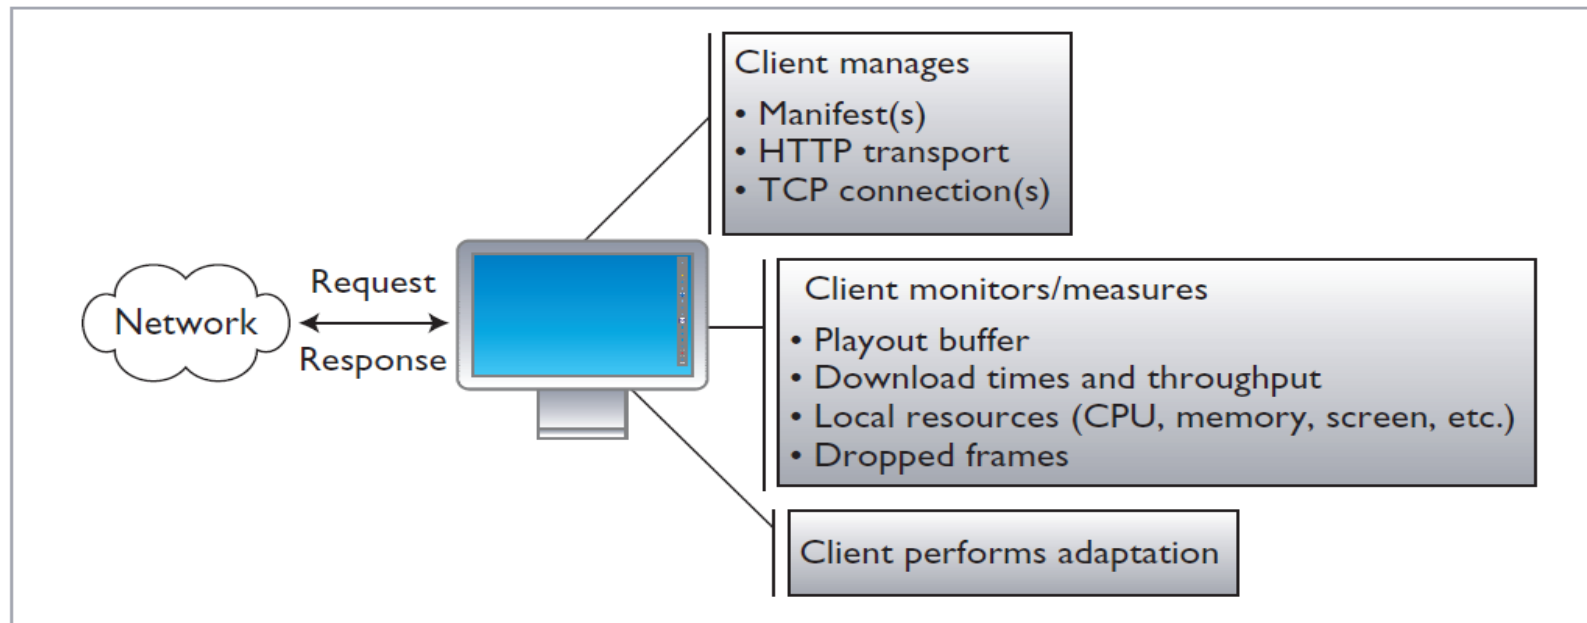 Client manages
• Manifest(s)
• HTTP transport
• TCP connection(s)
Request
Network
Response
Client monitors/measures
• Playout buffer
• Download times and throughput
• Local resources (CPU, memory, screen, etc.)
• Dropped frames
Client performs adaptation